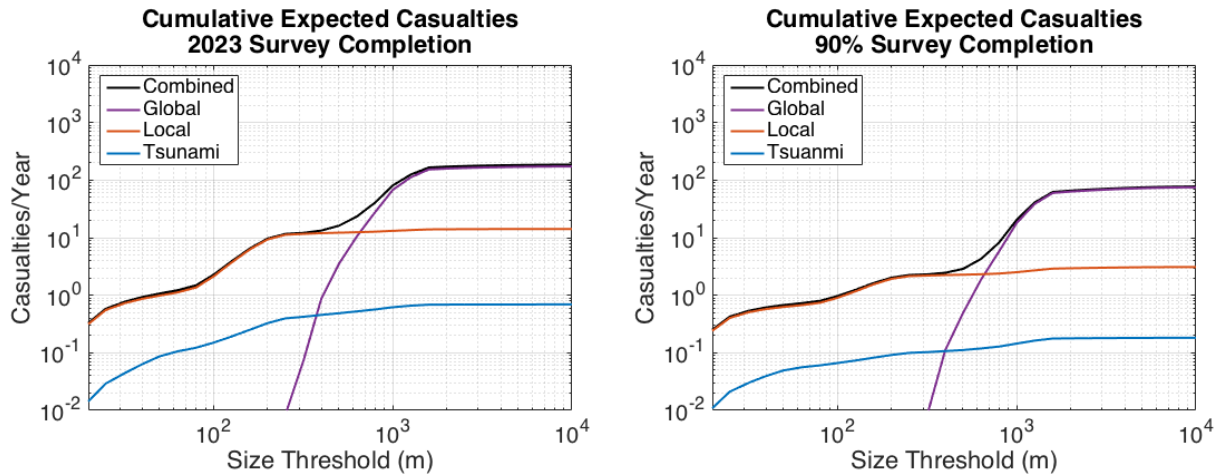 Cumulative Expected Casualties
2023 Survey Completion
10^4
10^3
10^2
10^1
10^0
10^-1
10^-2
Casualties/Year
Combined
Global
Local
Tsunami
10^2
10^3
10^4
Size Threshold (m)
Cumulative Expected Casualties
90% Survey Completion
10^4
10^3
10^2
10^1
10^0
10^-1
10^-2
Casualties/Year
Combined
Global
Local
Tsuanmi
10^2
10^3
10^4
Size Threshold (m)